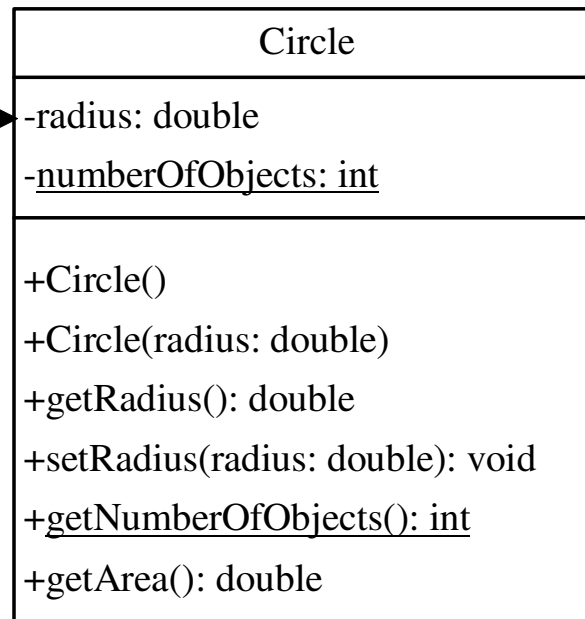 Circle
-radius: double
-numberOfObjects: int
+Circle()
+Circle(radius: double)
+getRadius(): double
+setRadius(radius: double): void
+getNumberOfObjects(): int
+getArea(): double